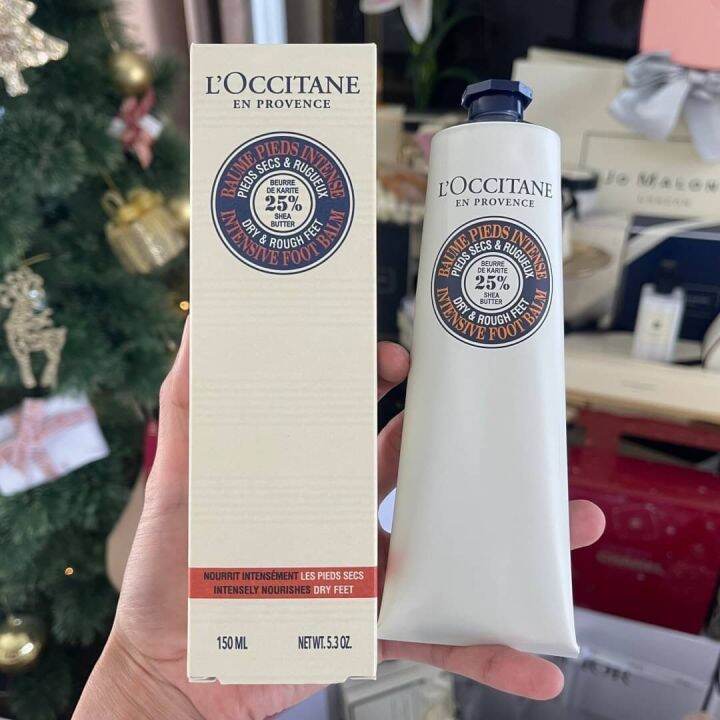 L'OCCITANE
EN PROVENCE
BAUME PIEDS INTENSE
PIEDS SECS & RUGUEUX
BEURRE
DE KARITE
25%
SHEA
BUTTER
DRY & ROUGH FEET
INTENSIVE FOOT BALM
NOURRIT INTENSÉMENT LES PIEDS SECS
INTENSELY NOURISHES DRY FEET
150 ML NET WT. 5.3 OZ.
L'OCCITANE
EN PROVENCE
BAUME PIEDS INTENSE
PIEDS SECS & RUGUEUX
BEURRE
DE KARITE
25%
SHEA
BUTTER
DRY & ROUGH FEET
INTENSIVE FOOT BALM
JO MALON
LONDON